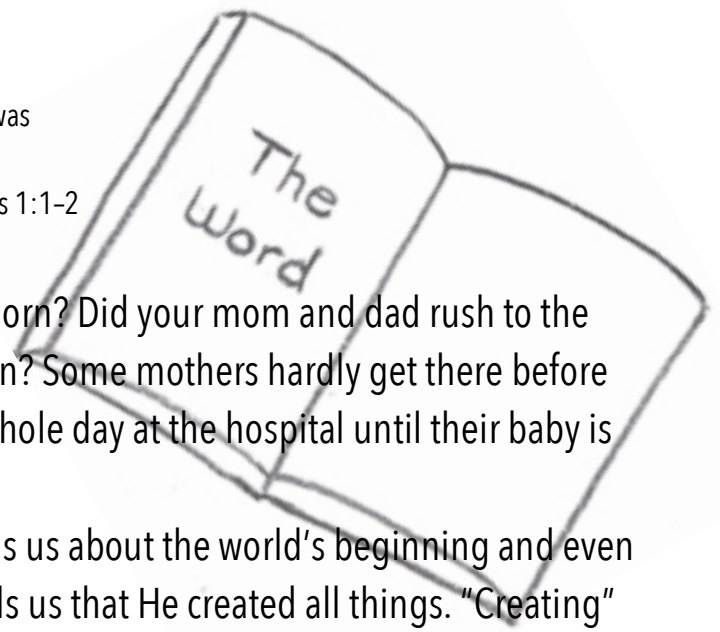 was
s 1:1–2
The
Word
orn? Did your mom and dad rush to the
n? Some mothers hardly get there before
hole day at the hospital until their baby is
s us about the world’s beginning and even
ls us that He created all things. “Creating”